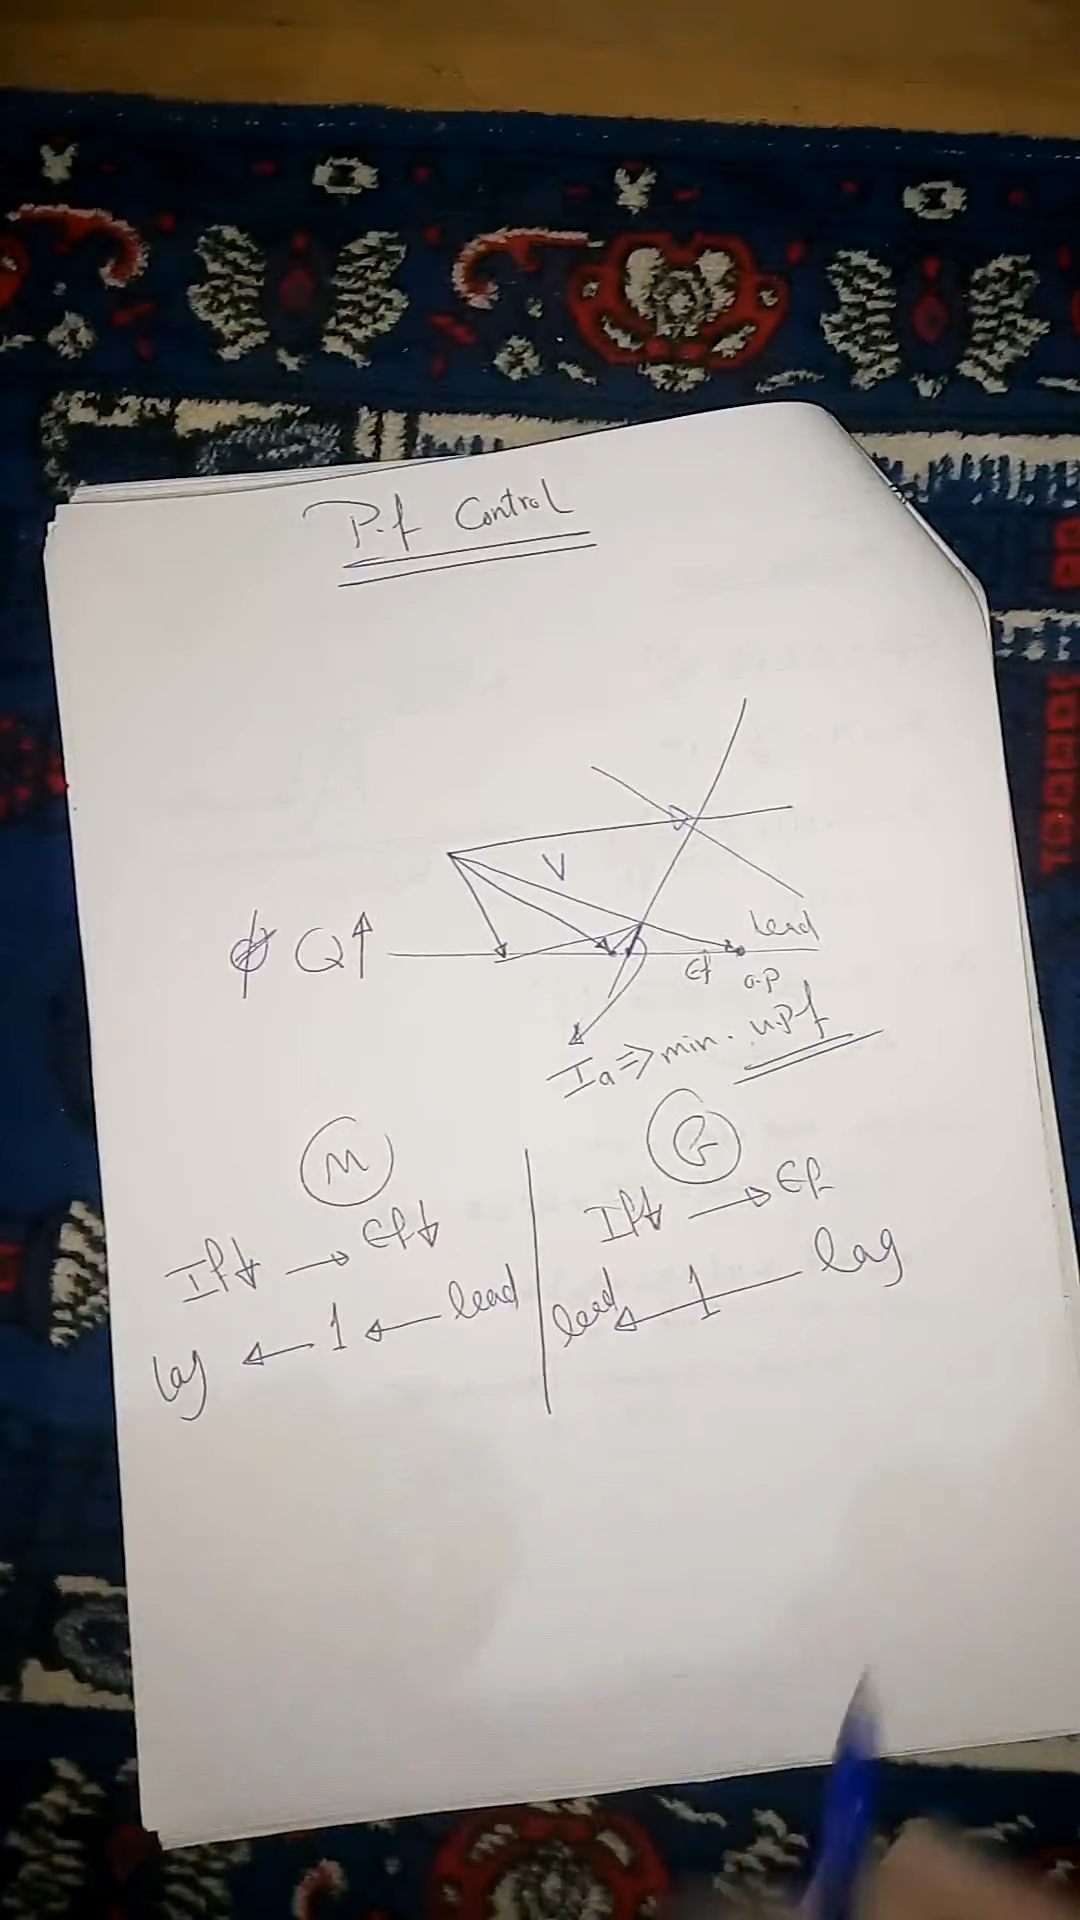 P.f Control
V
Q↑
Lead
Ef
o.p
Ia => min. u.p.f
M
If↓ → Ef↓
lag ← 1 ← lead
G
If↓ → Ef
lead ← 1 — lag